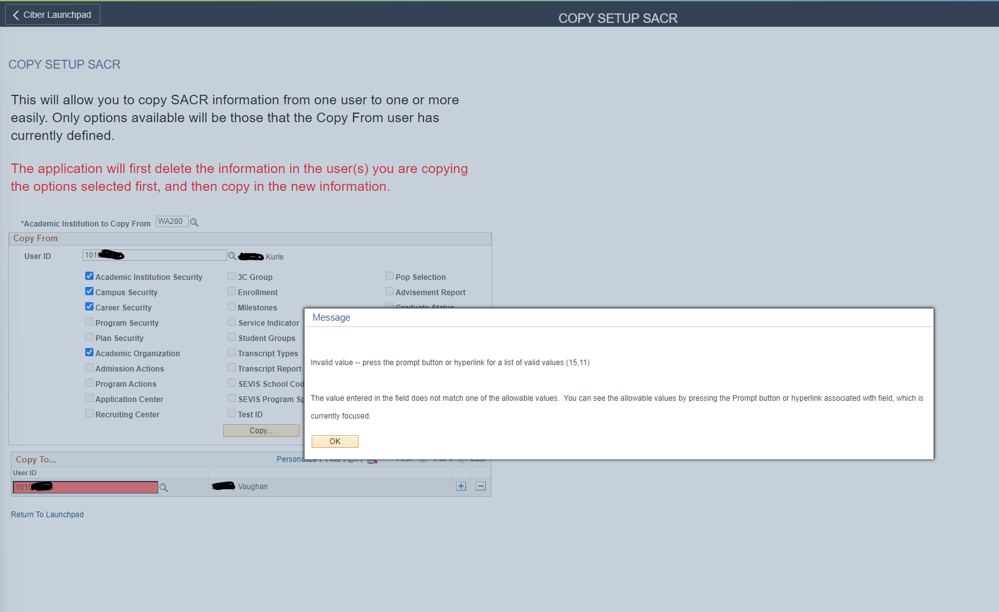 Ciber Launchpad
COPY SETUP SACR
COPY SETUP SACR
This will allow you to copy SACR information from one user to one or more
easily. Only options available will be those that the Copy From user has
currently defined.
The application will first delete the information in the user(s) you are copying
the options selected first, and then copy in the new information.
*Academic Institution to Copy From WA280
Copy From
User ID 101 Kurle
Academic Institution Security 3C Group Pop Selection
Campus Security Enrollment Advisement Report
Career Security Milestones Graduate Status
Program Security Service Indicator
Plan Security Student Groups
Academic Organization Transcript Types
Admission Actions Transcript Report
Program Actions SEVIS School Cod
Application Center SEVIS Program Sp
Recruiting Center Test ID
Copy...
Message
Invalid value -- press the prompt button or hyperlink for a list of valid values (15,11)
The value entered in the field does not match one of the allowable values. You can see the allowable values by pressing the Prompt button or hyperlink associated with field, which is
currently focused.
OK
Copy To... Personalize | Find | First Last
User ID
101 Vaughan
Return To Launchpad